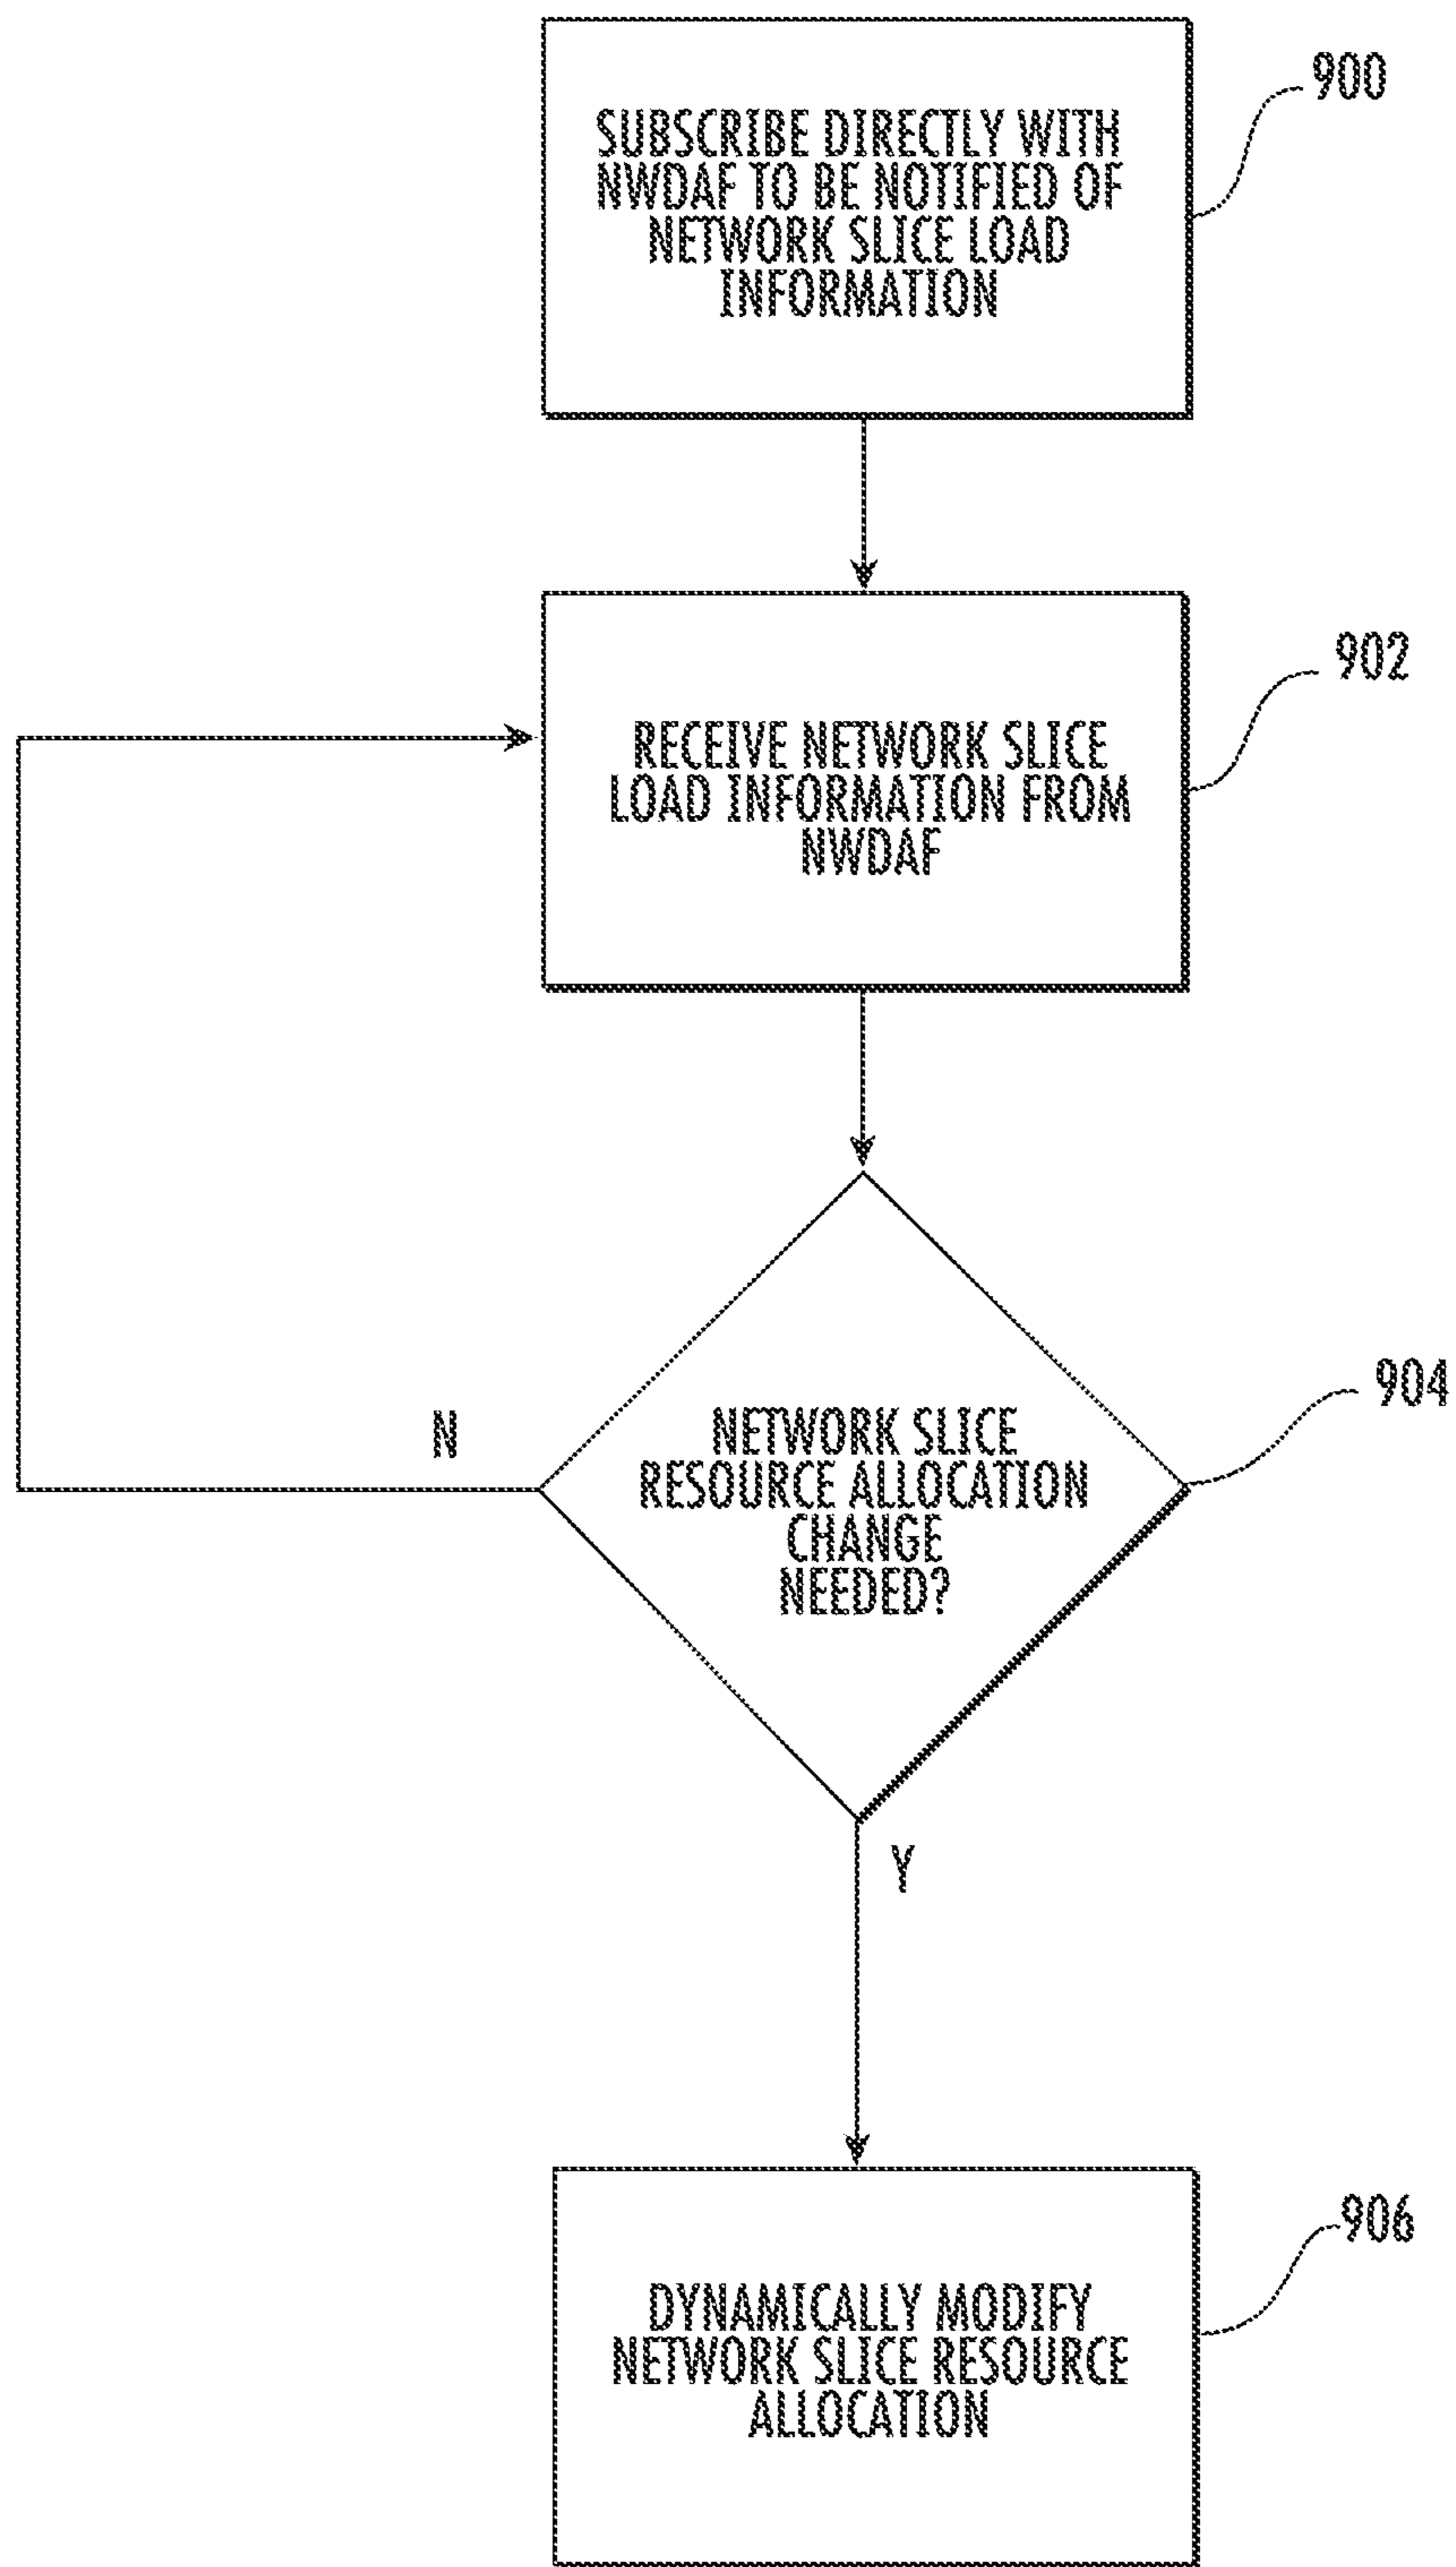 900
SUBSCRIBE DIRECTLY WITH
NWDAF TO BE NOTIFIED OF
NETWORK SLICE LOAD
INFORMATION
902
RECEIVE NETWORK SLICE
LOAD INFORMATION FROM
NWDAF
904
NETWORK SLICE
RESOURCE ALLOCATION
CHANGE
NEEDED?
N
Y
906
DYNAMICALLY MODIFY
NETWORK SLICE RESOURCE
ALLOCATION